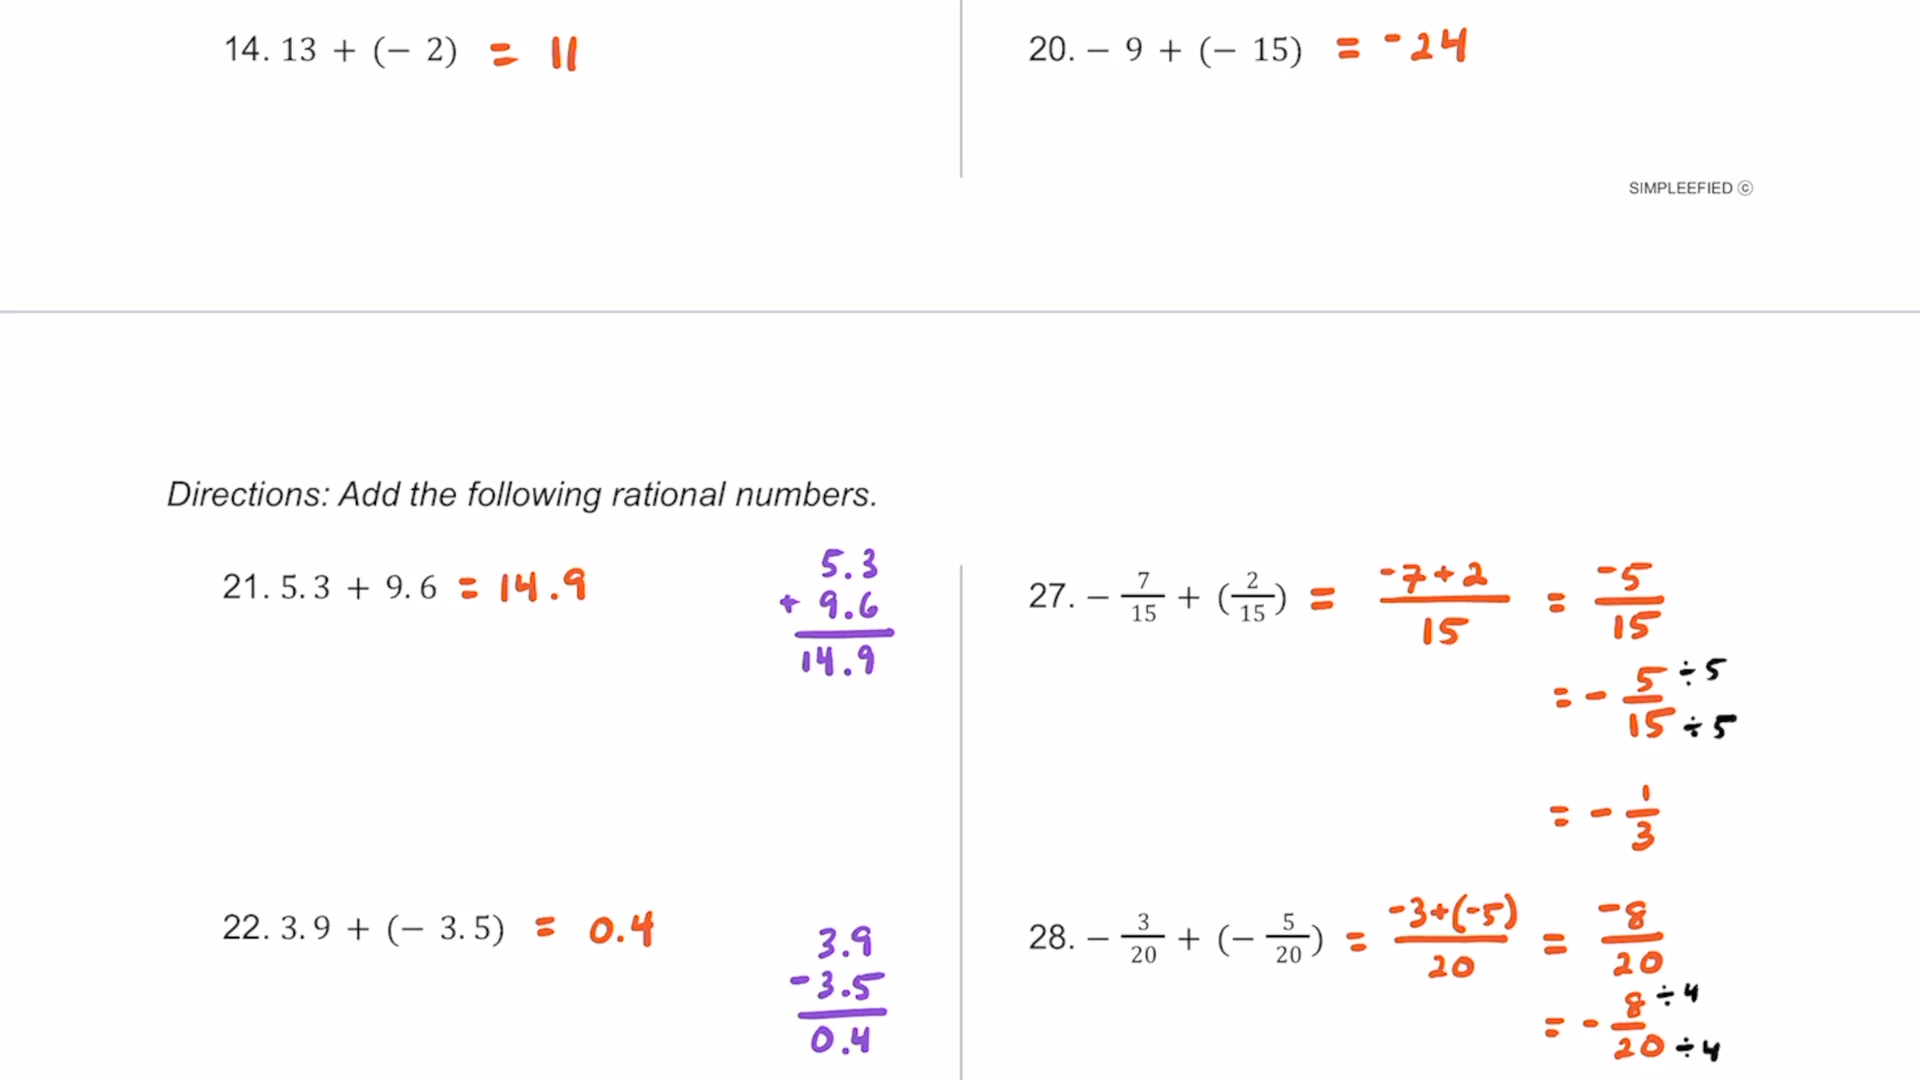 14. 13 + (− 2) = 11
20. − 9 + (− 15) = -24
SIMPLEEFIED ©
Directions: Add the following rational numbers.
21. 5.3 + 9.6 = 14.9
5.3
+ 9.6
14.9
22. 3.9 + (− 3.5) = 0.4
3.9
- 3.5
0.4
27. − 7/15 + (2/15) = -7+2/15 = -5/15
= - 5/15 ÷5 ÷5
= - 1/3
28. − 3/20 + (− 5/20) = -3+(-5)/20 = -8/20
= - 8/20 ÷4 ÷4